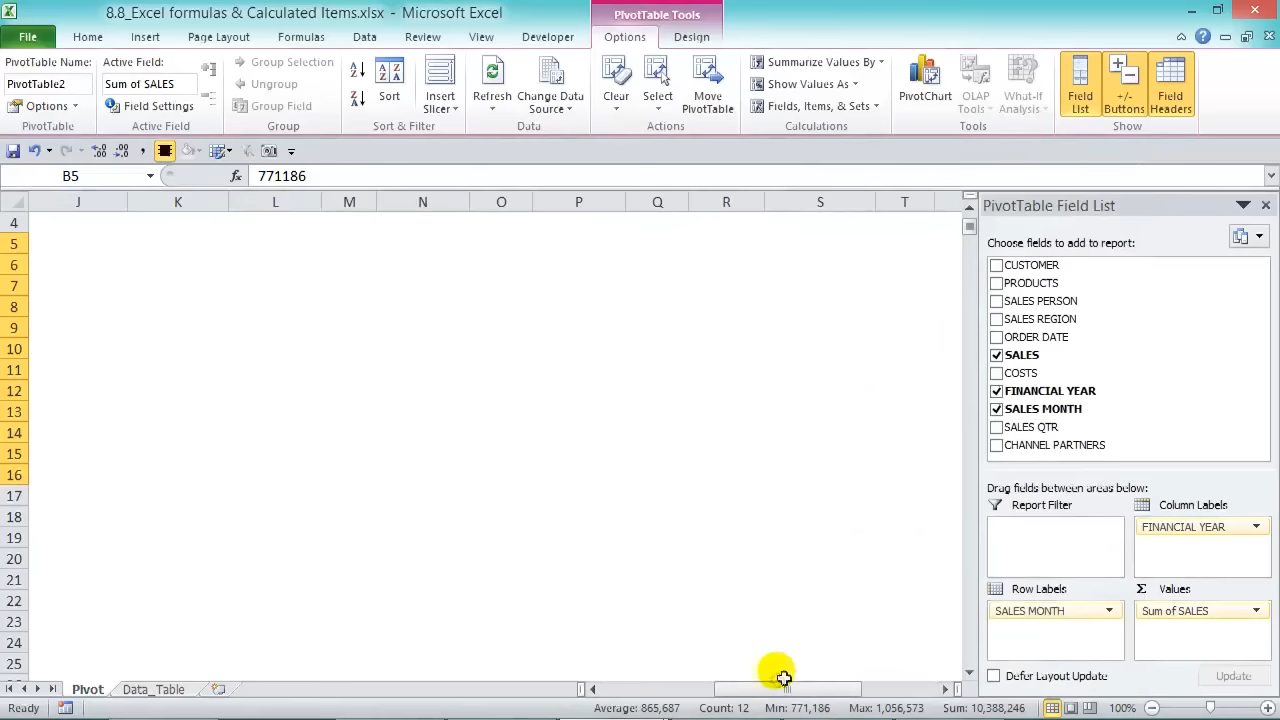 8.8_Excel formulas & Calculated Items.xlsx - Microsoft Excel
PivotTable Tools
File Home Insert Page Layout Formulas Data Review View Developer Options Design
PivotTable Name: Active Field: Group Selection
PivotTable2 Sum of SALES Ungroup
Options Field Settings Group Field
Sort Insert Slicer Refresh Change Data Source Clear Select Move PivotTable
Summarize Values By
Show Values As
Fields, Items, & Sets
PivotChart OLAP Tools What-If Analysis Field List +/- Buttons Field Headers
PivotTable Active Field Group Sort & Filter Data Actions Calculations Tools Show
B5 fx 771186
J K L M N O P Q R S T
4
5
6
7
8
9
10
11
12
13
14
15
16
17
18
19
20
21
22
23
24
25
PivotTable Field List
Choose fields to add to report:
CUSTOMER
PRODUCTS
SALES PERSON
SALES REGION
ORDER DATE
SALES
COSTS
FINANCIAL YEAR
SALES MONTH
SALES QTR
CHANNEL PARTNERS
Drag fields between areas below:
Report Filter Column Labels
FINANCIAL YEAR
Row Labels Σ Values
SALES MONTH Sum of SALES
Defer Layout Update Update
Pivot Data_Table
Ready Average: 865,687 Count: 12 Min: 771,186 Max: 1,056,573 Sum: 10,388,246 100%